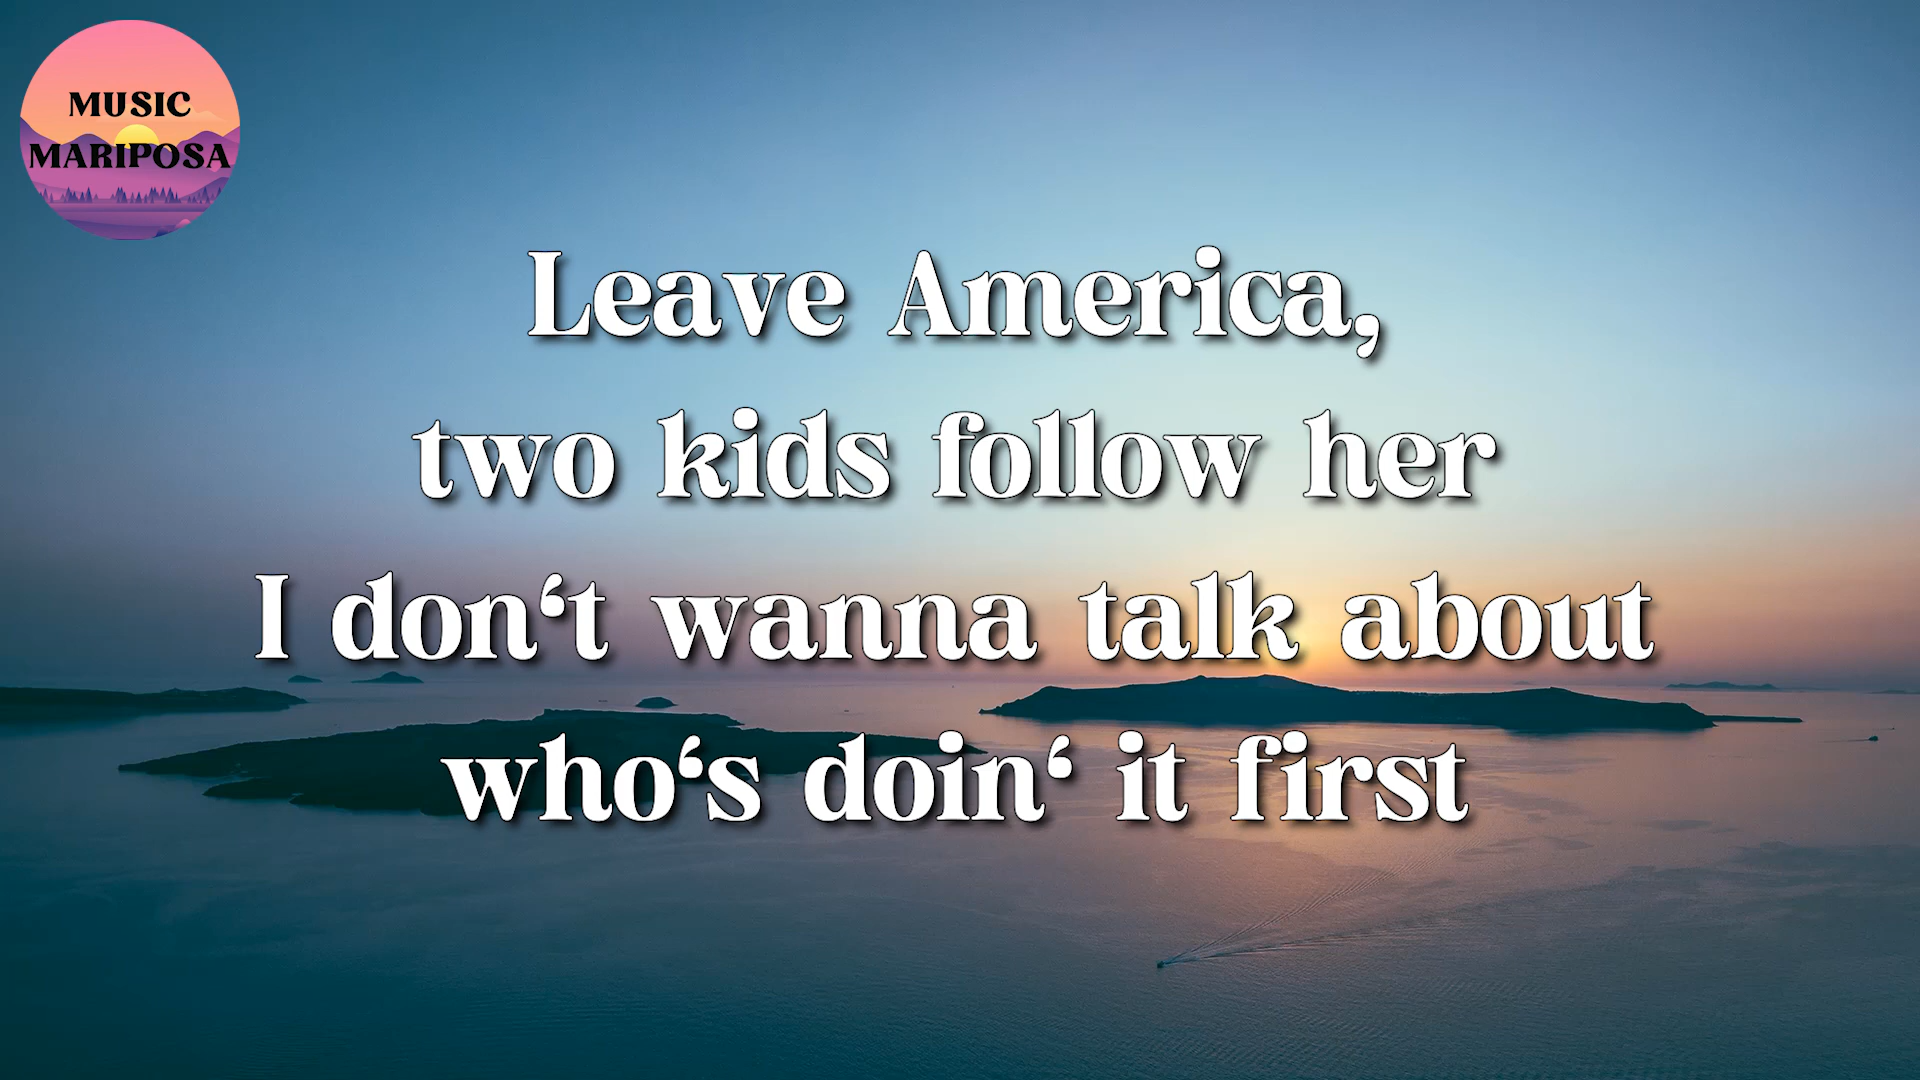 MUSIC
MARIPOSA
Leave America,
two kids follow her
I don‘t wanna talk about
who‘s doin‘ it first